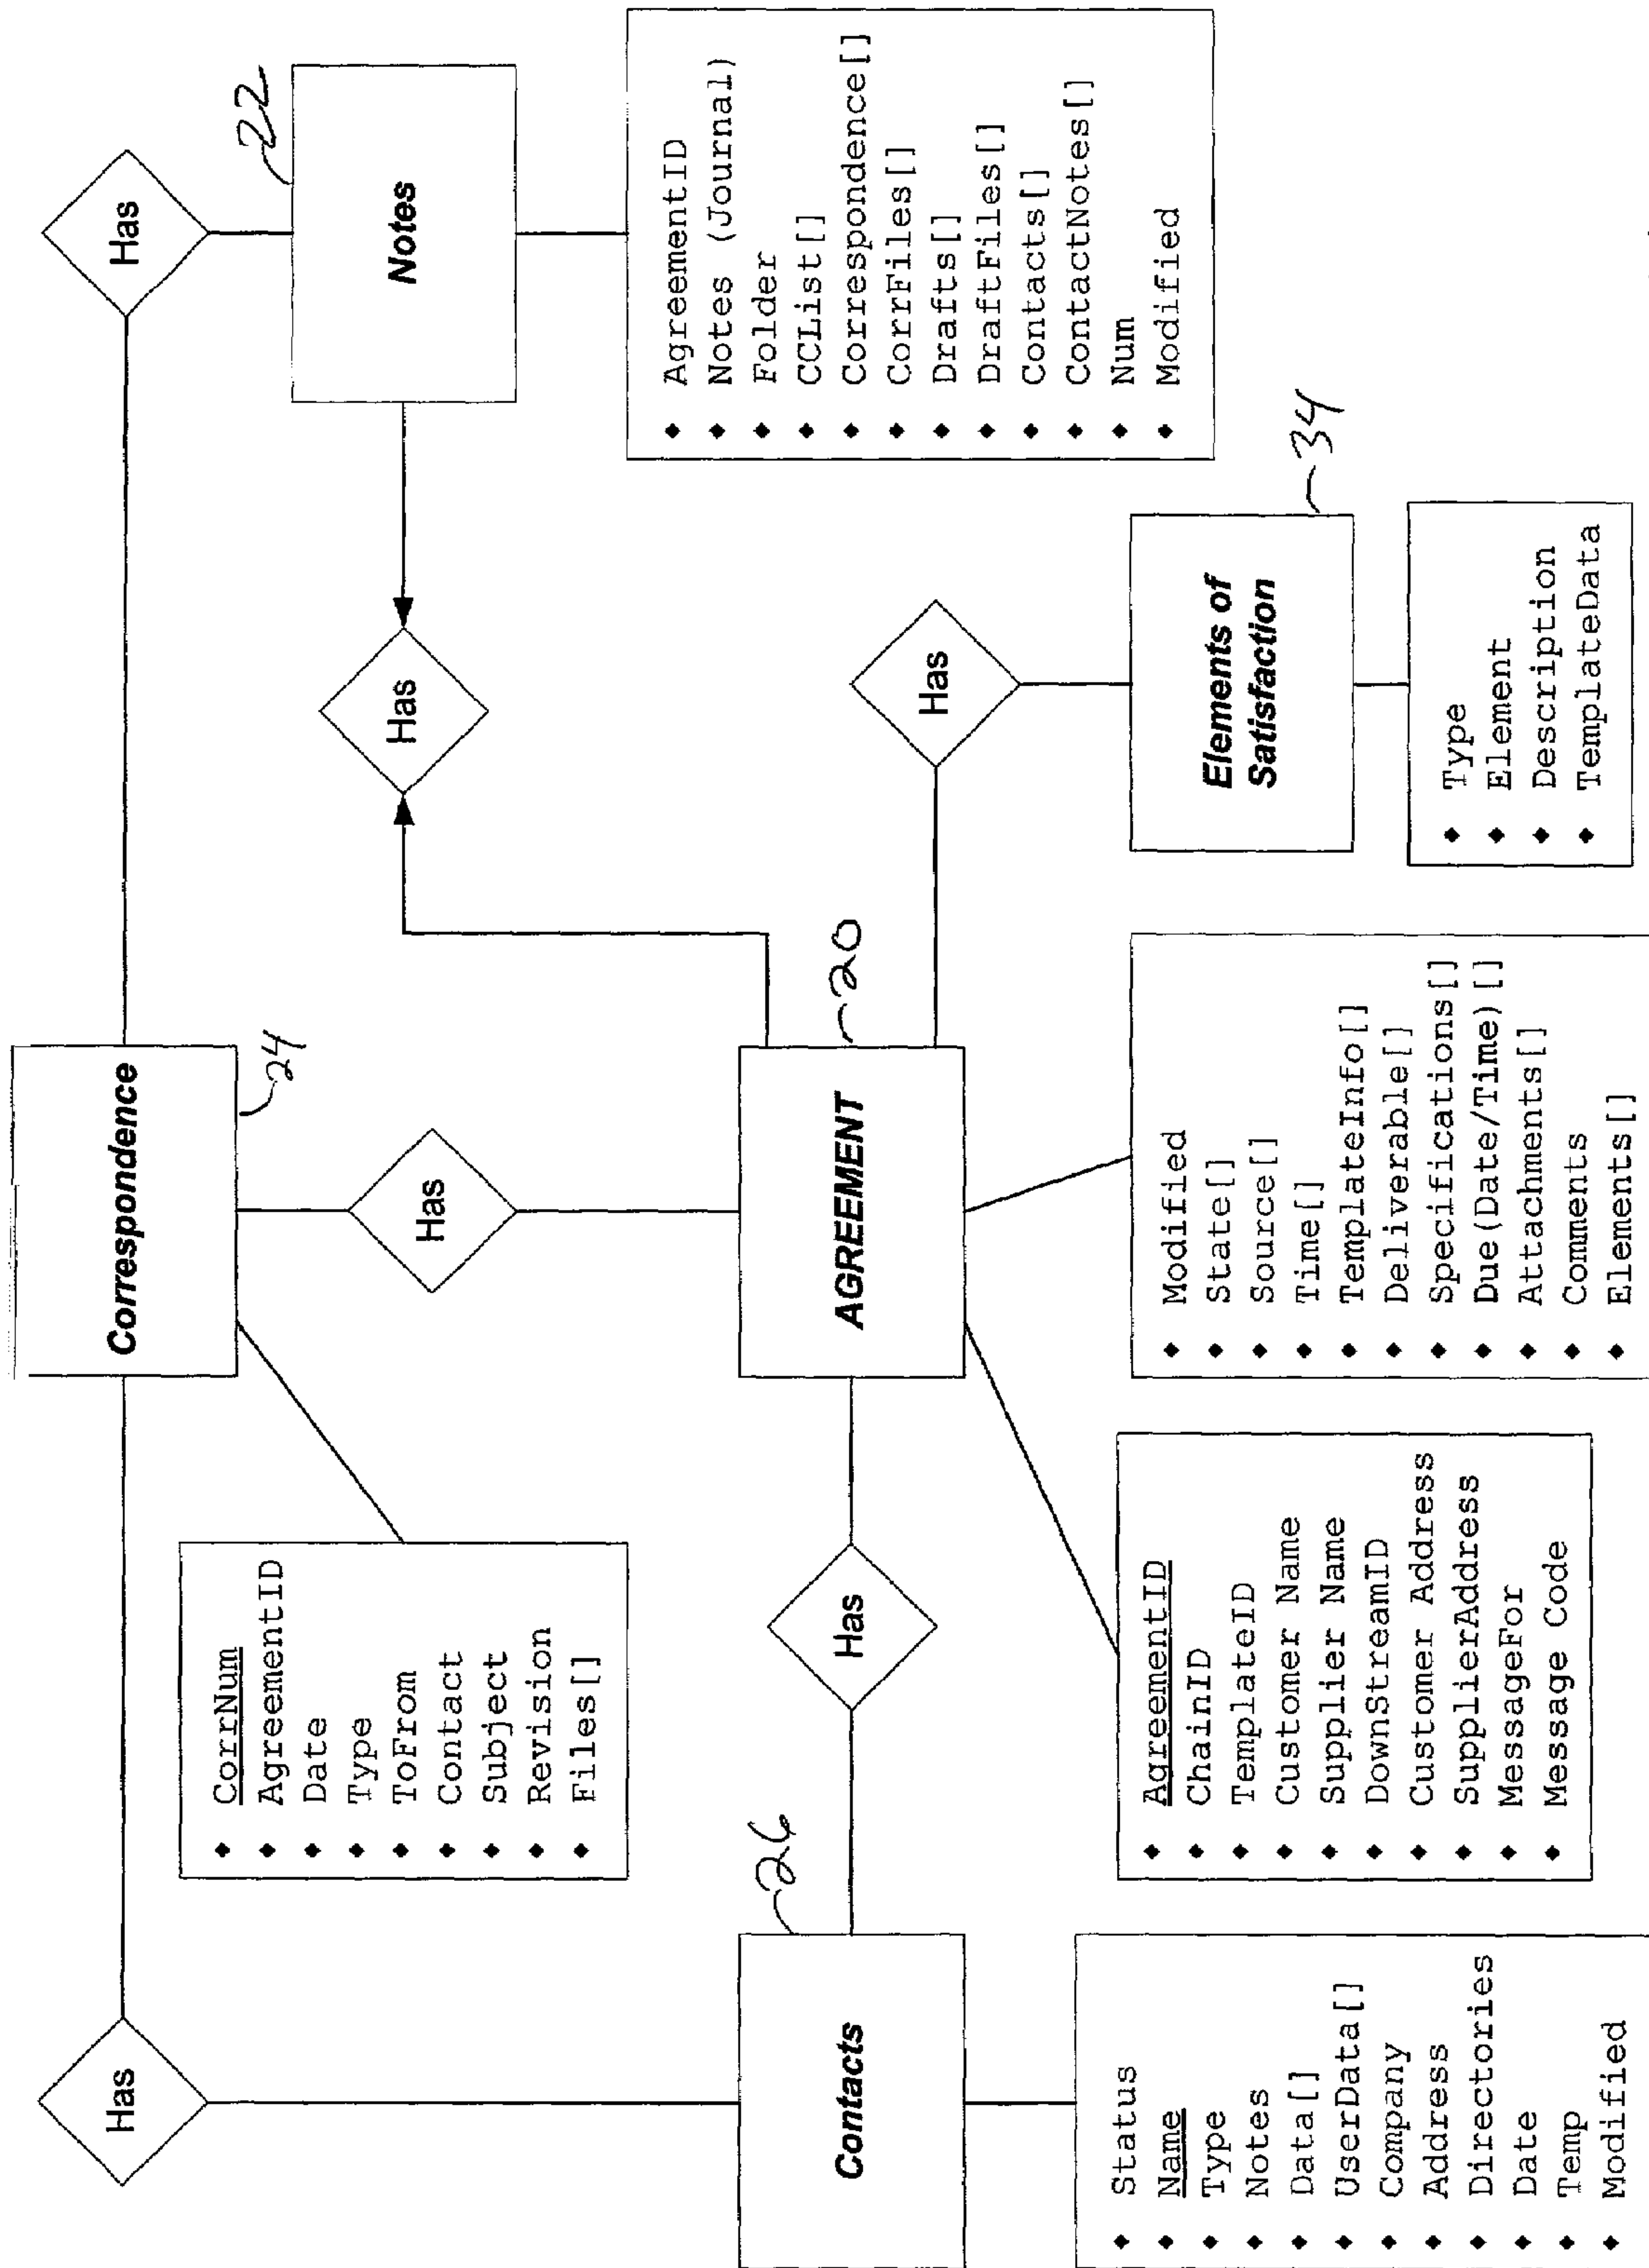 Has
Correspondence
24
Has
22
Notes
Has
Has
AGREEMENT
20
Has
26
Contacts
Has
Elements of
Satisfaction
34
CorrNum
AgreementID
Date
Type
ToFrom
Contact
Subject
Revision
Files[]
AgreementID
Notes (Journal)
Folder
CCList[]
Correspondence[]
CorrFiles[]
Drafts[]
DraftFiles[]
Contacts[]
ContactNotes[]
Num
Modified
Status
Name
Type
Notes
Data[]
UserData[]
Company
Address
Directories
Date
Temp
Modified
AgreementID
ChainID
TemplateID
Customer Name
Supplier Name
DownStreamID
Customer Address
SupplierAddress
MessageFor
Message Code
Modified
State[]
Source[]
Time[]
TemplateInfo[]
Deliverable[]
Specifications[]
Due(Date/Time)[]
Attachments[]
Comments
Elements[]
Type
Element
Description
TemplateData